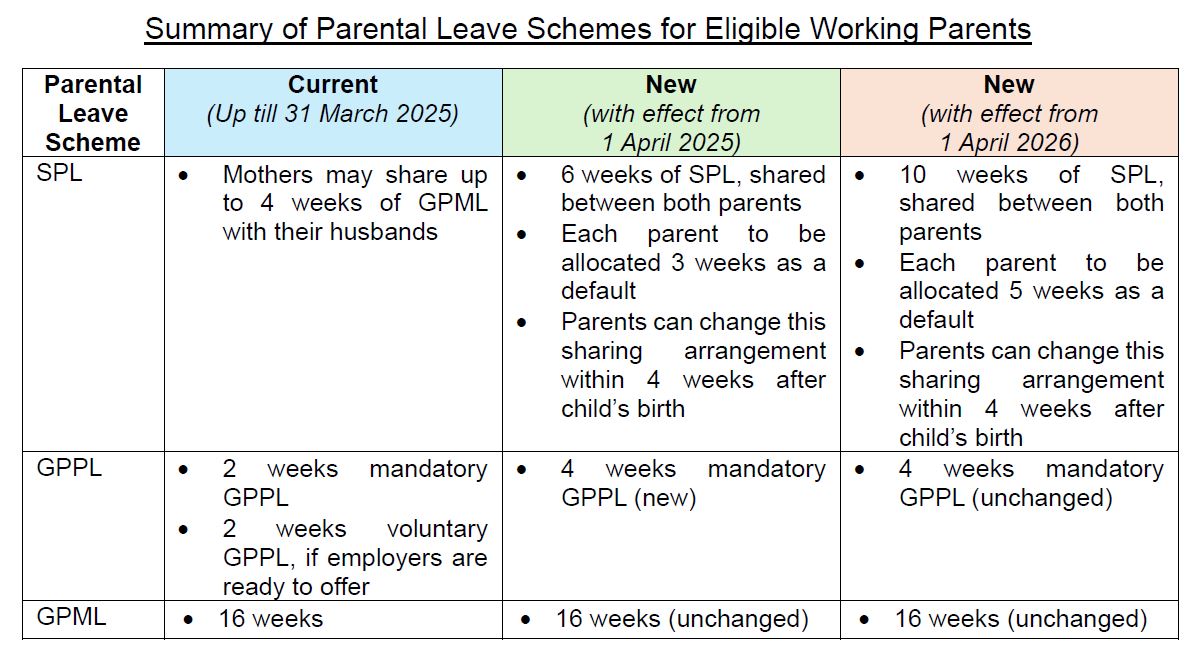 Summary of Parental Leave Schemes for Eligible Working Parents
Parental
Leave
Scheme
Current
(Up till 31 March 2025)
New
(with effect from
1 April 2025)
New
(with effect from
1 April 2026)
SPL
• Mothers may share up
to 4 weeks of GPML
with their husbands
• 6 weeks of SPL, shared
between both parents
• Each parent to be
allocated 3 weeks as a
default
• Parents can change this
sharing arrangement
within 4 weeks after
child’s birth
• 10 weeks of SPL,
shared between both
parents
• Each parent to be
allocated 5 weeks as a
default
• Parents can change this
sharing arrangement
within 4 weeks after
child’s birth
GPPL
• 2 weeks mandatory
GPPL
• 2 weeks voluntary
GPPL, if employers are
ready to offer
• 4 weeks mandatory
GPPL (new)
• 4 weeks mandatory
GPPL (unchanged)
GPML
• 16 weeks
• 16 weeks (unchanged)
• 16 weeks (unchanged)